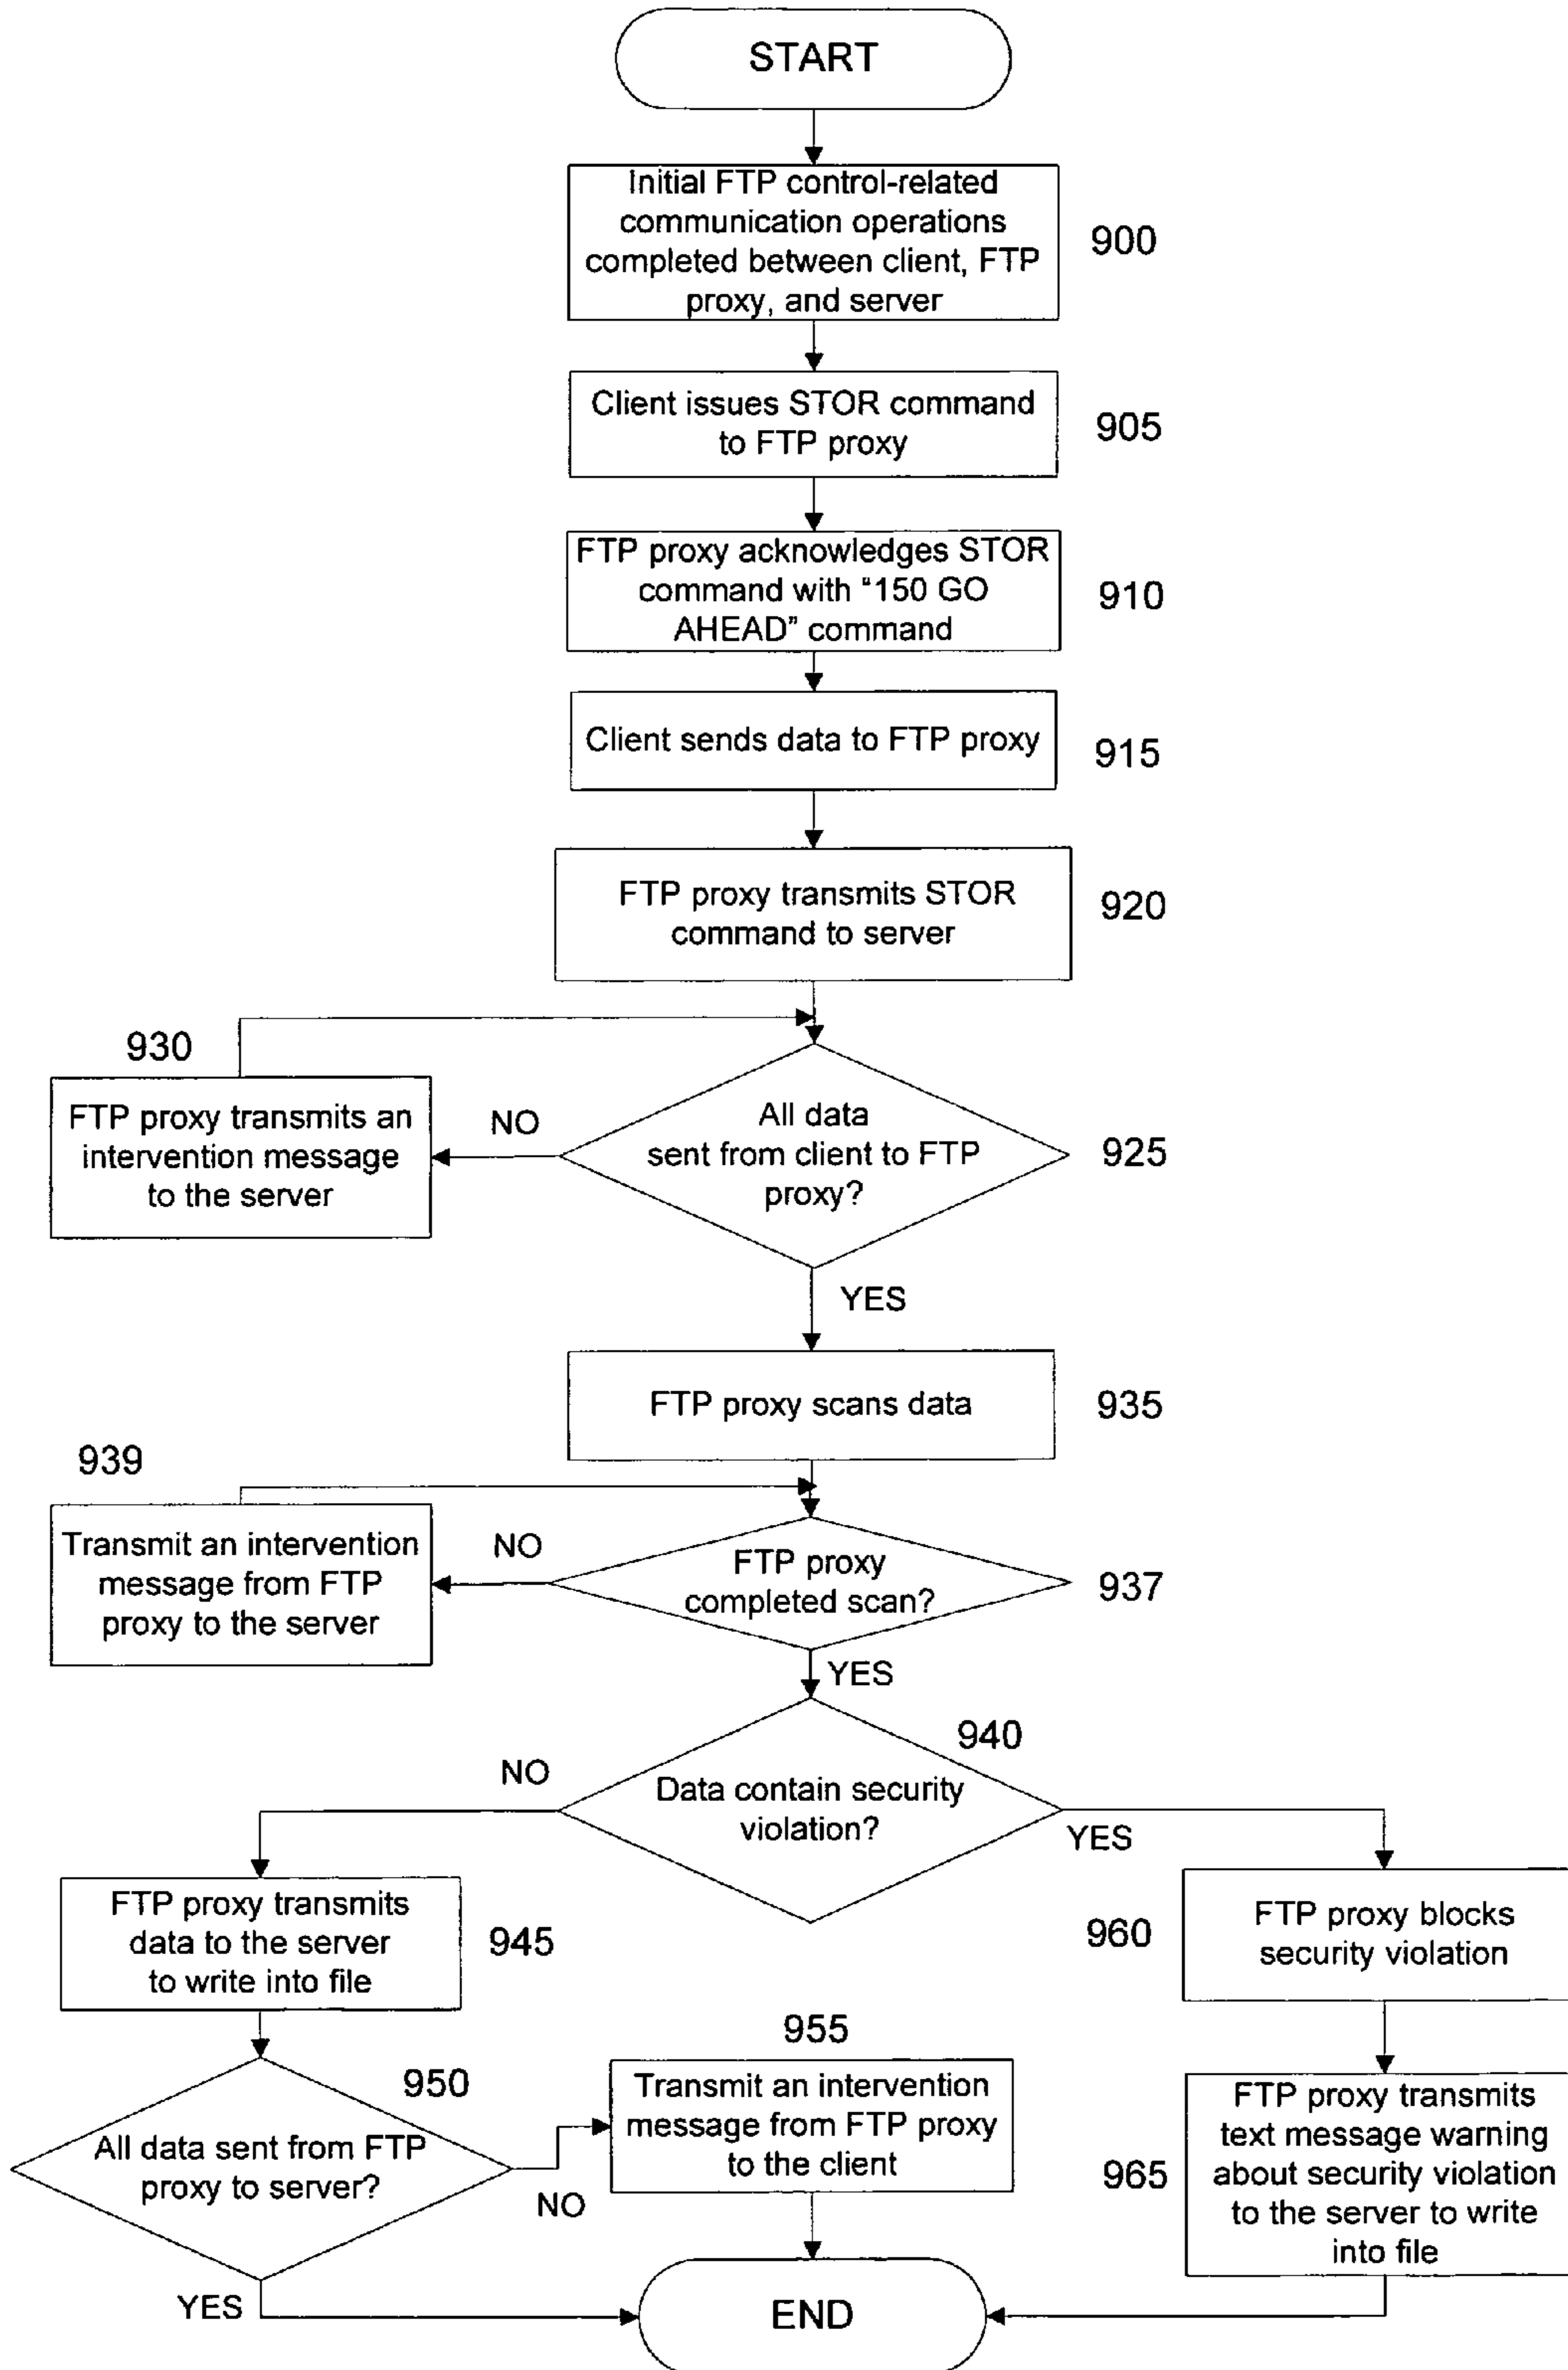 START
Initial FTP control-related
communication operations
completed between client, FTP
proxy, and server
900
Client issues STOR command
to FTP proxy
905
FTP proxy acknowledges STOR
command with "150 GO
AHEAD" command
910
Client sends data to FTP proxy
915
FTP proxy transmits STOR
command to server
920
930
FTP proxy transmits an
intervention message
to the server
NO
All data
sent from client to FTP
proxy?
925
YES
FTP proxy scans data
935
939
Transmit an intervention
message from FTP
proxy to the server
NO
FTP proxy
completed scan?
937
YES
940
NO
Data contain security
violation?
YES
FTP proxy transmits
data to the server
to write into file
945
960
FTP proxy blocks
security violation
950
All data sent from FTP
proxy to server?
NO
955
Transmit an intervention
message from FTP proxy
to the client
965
FTP proxy transmits
text message warning
about security violation
to the server to write
into file
YES
END